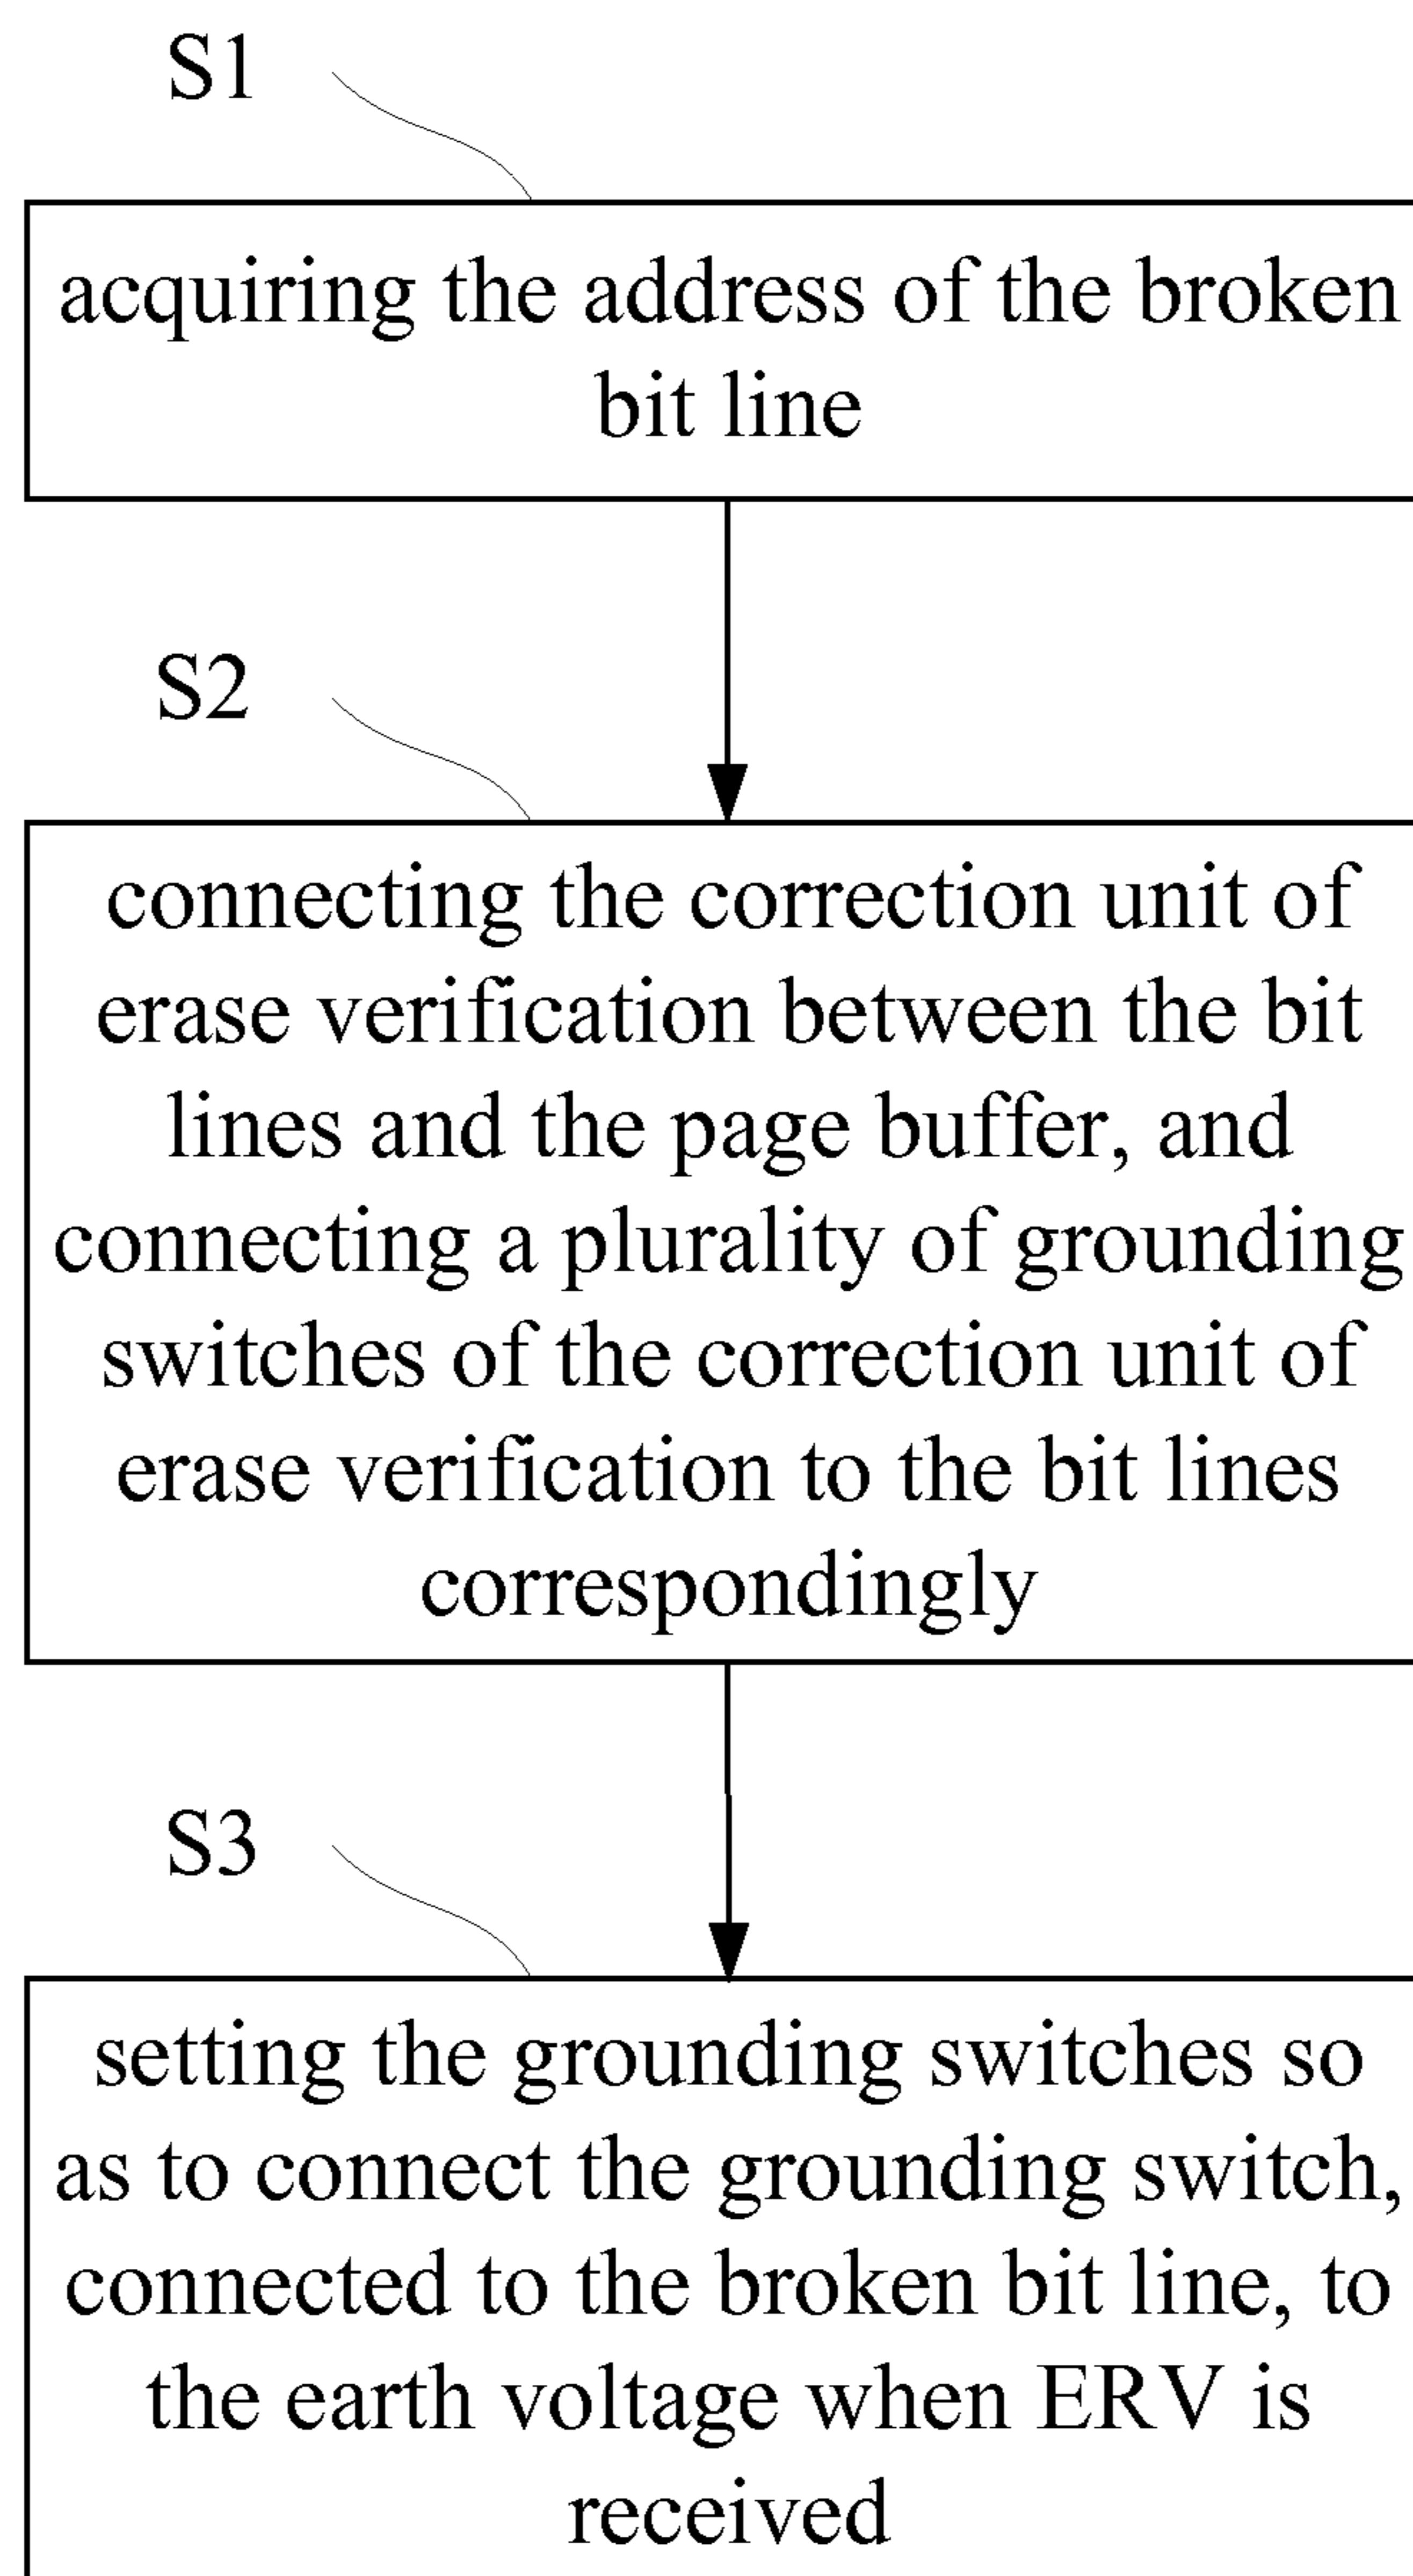 S1
acquiring the address of the broken
bit line
S2
connecting the correction unit of
erase verification between the bit
lines and the page buffer, and
connecting a plurality of grounding
switches of the correction unit of
erase verification to the bit lines
correspondingly
S3
setting the grounding switches so
as to connect the grounding switch,
connected to the broken bit line, to
the earth voltage when ERV is
received